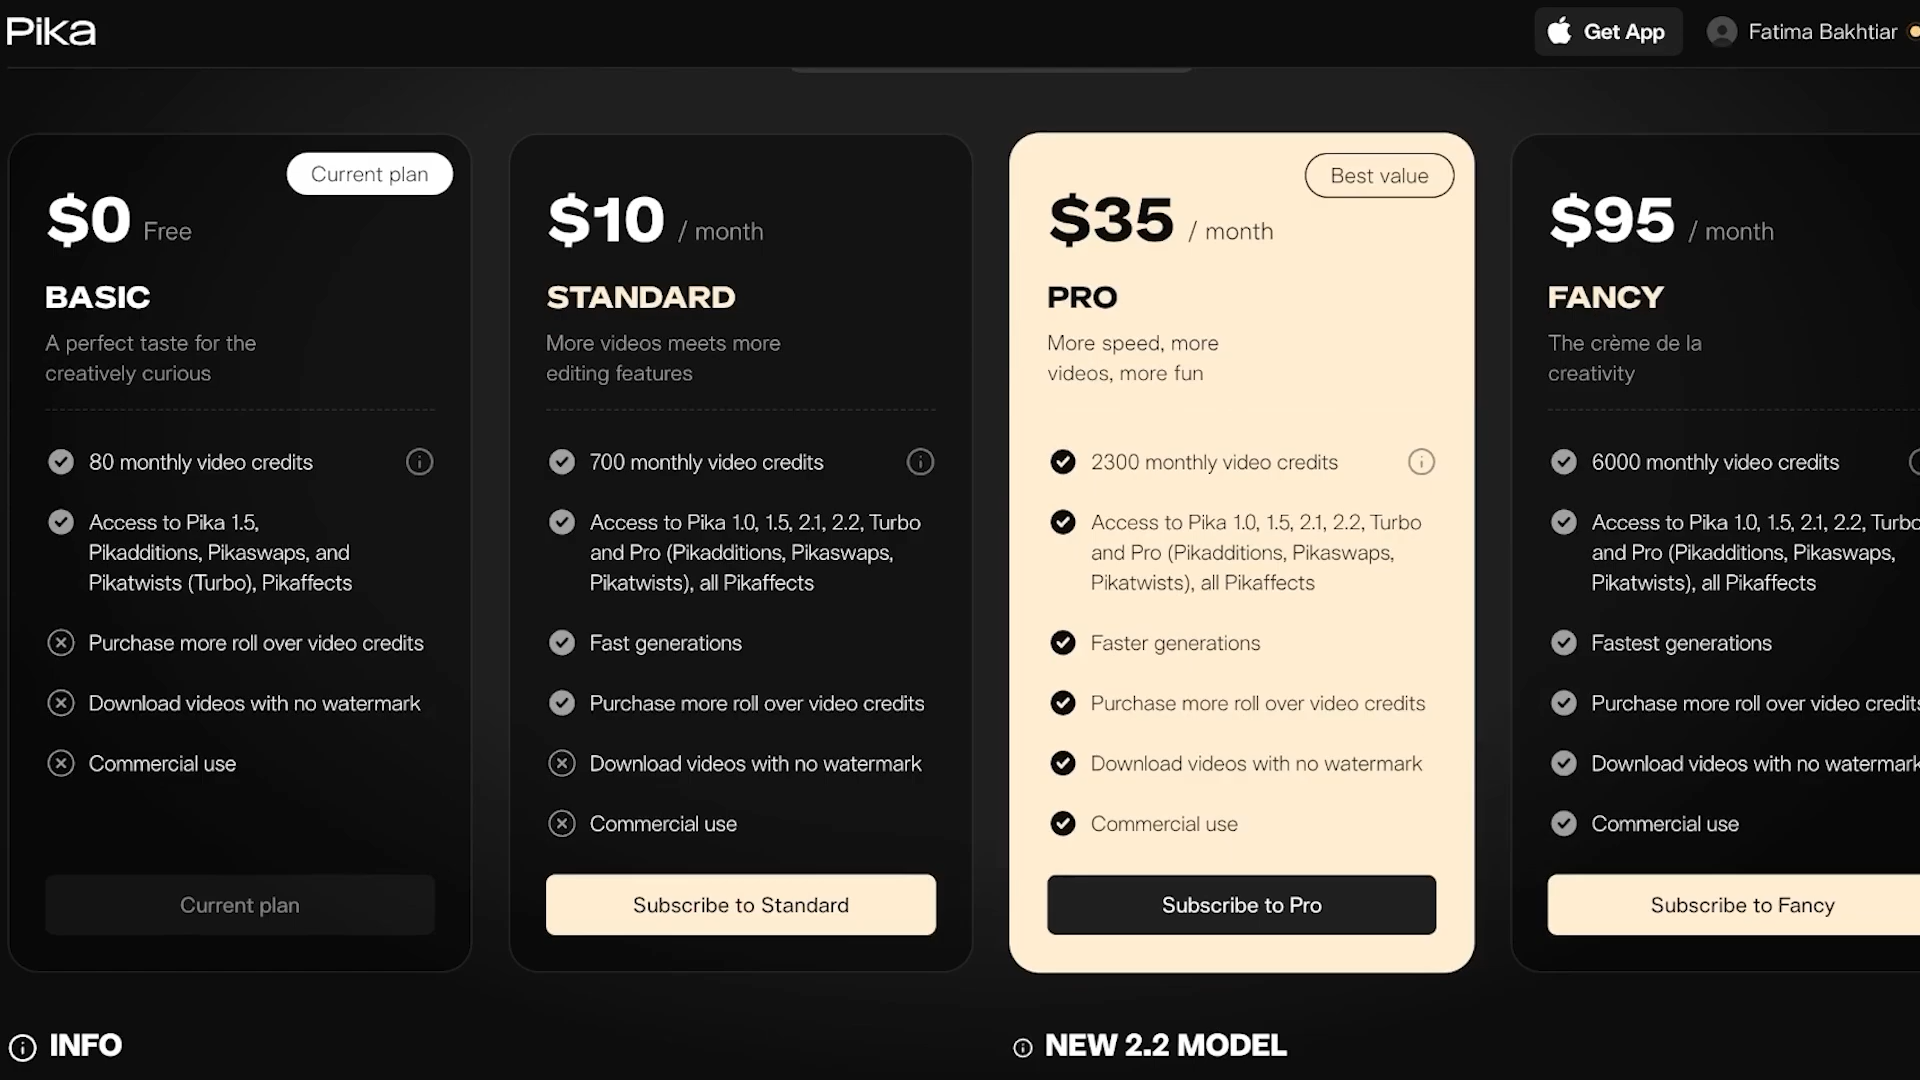 Pika
Get App
Fatima Bakhtiar
Current plan
$0 Free
BASIC
A perfect taste for the
creatively curious
80 monthly video credits
Access to Pika 1.5,
Pikadditions, Pikaswaps, and
Pikatwists (Turbo), Pikaffects
Purchase more roll over video credits
Download videos with no watermark
Commercial use
Current plan
$10 / month
STANDARD
More videos meets more
editing features
700 monthly video credits
Access to Pika 1.0, 1.5, 2.1, 2.2, Turbo
and Pro (Pikadditions, Pikaswaps,
Pikatwists), all Pikaffects
Fast generations
Purchase more roll over video credits
Download videos with no watermark
Commercial use
Subscribe to Standard
Best value
$35 / month
PRO
More speed, more
videos, more fun
2300 monthly video credits
Access to Pika 1.0, 1.5, 2.1, 2.2, Turbo
and Pro (Pikadditions, Pikaswaps,
Pikatwists), all Pikaffects
Faster generations
Purchase more roll over video credits
Download videos with no watermark
Commercial use
Subscribe to Pro
$95 / month
FANCY
The crème de la
creativity
6000 monthly video credits
Access to Pika 1.0, 1.5, 2.1, 2.2, Turbo
and Pro (Pikadditions, Pikaswaps,
Pikatwists), all Pikaffects
Fastest generations
Purchase more roll over video credits
Download videos with no watermark
Commercial use
Subscribe to Fancy
INFO
NEW 2.2 MODEL